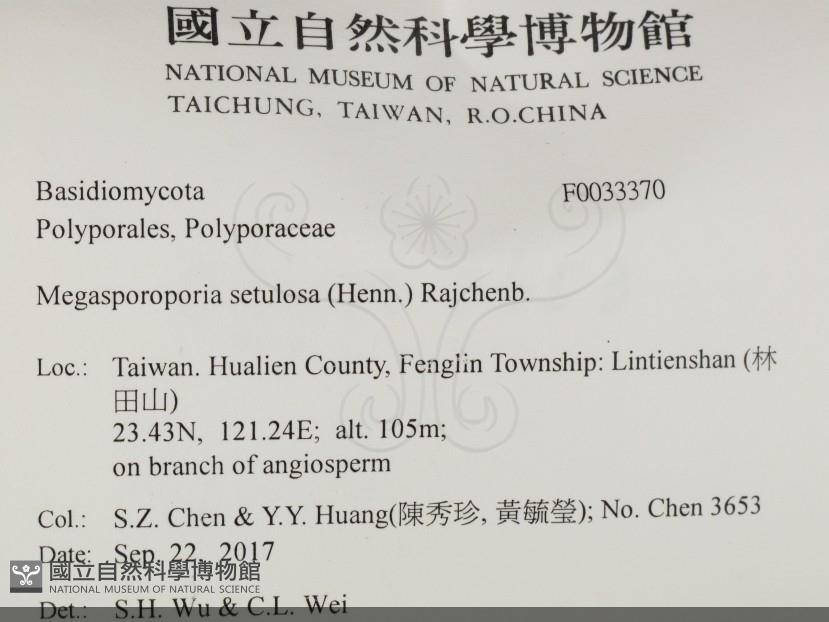 國立自然科學博物館
NATIONAL MUSEUM OF NATURAL SCIENCE
TAICHUNG, TAIWAN, R.O.CHINA
Basidiomycota F0033370
Polyporales, Polyporaceae
Megasporoporia setulosa (Henn.) Rajchenb.
Loc.: Taiwan. Hualien County, Fenglin Township: Lintienshan (林
田山)
23.43N, 121.24E; alt. 105m;
on branch of angiosperm
Col.: S.Z. Chen & Y.Y. Huang(陳秀珍, 黃毓瑩); No. Chen 3653
Date: Sep. 22, 2017
國立自然科學博物館
NATIONAL MUSEUM OF NATURAL SCIENCE
Det.: S.H. Wu & C.L. Wei